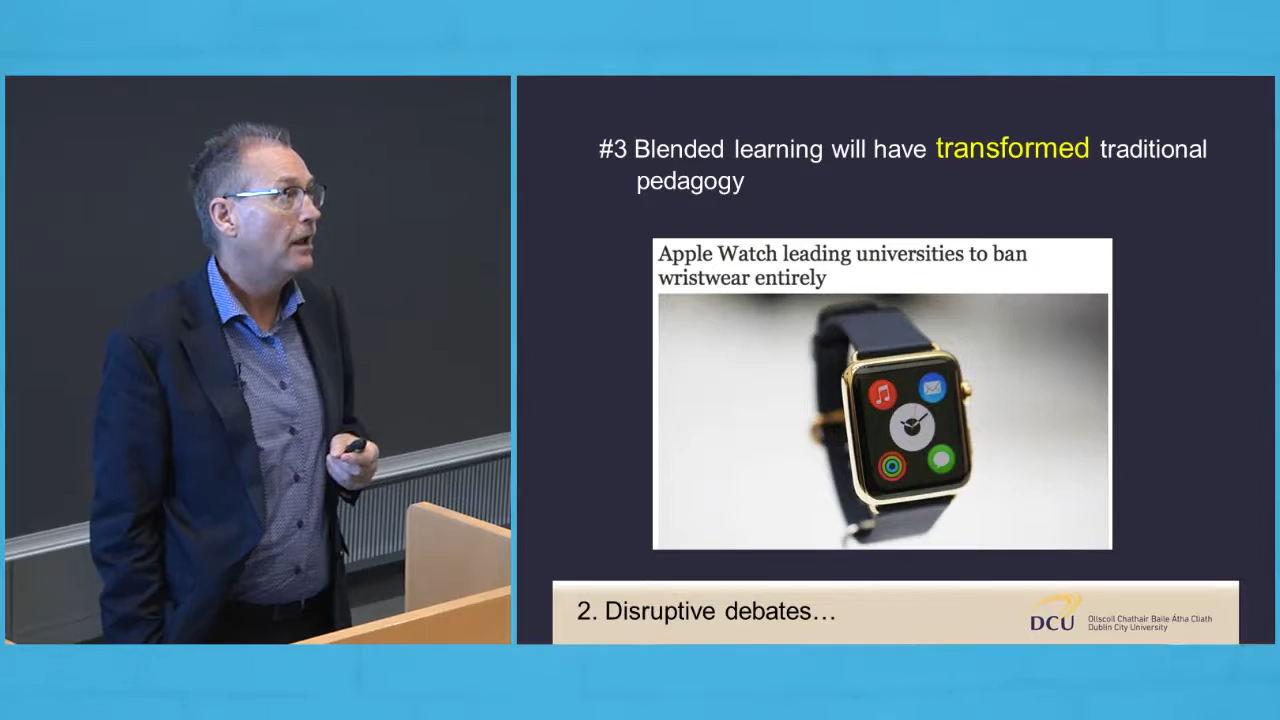 #3 Blended learning will have transformed traditional
pedagogy
Apple Watch leading universities to ban
wristwear entirely
2. Disruptive debates…
DCU
Ollscoil Chathair Baile Átha Cliath
Dublin City University